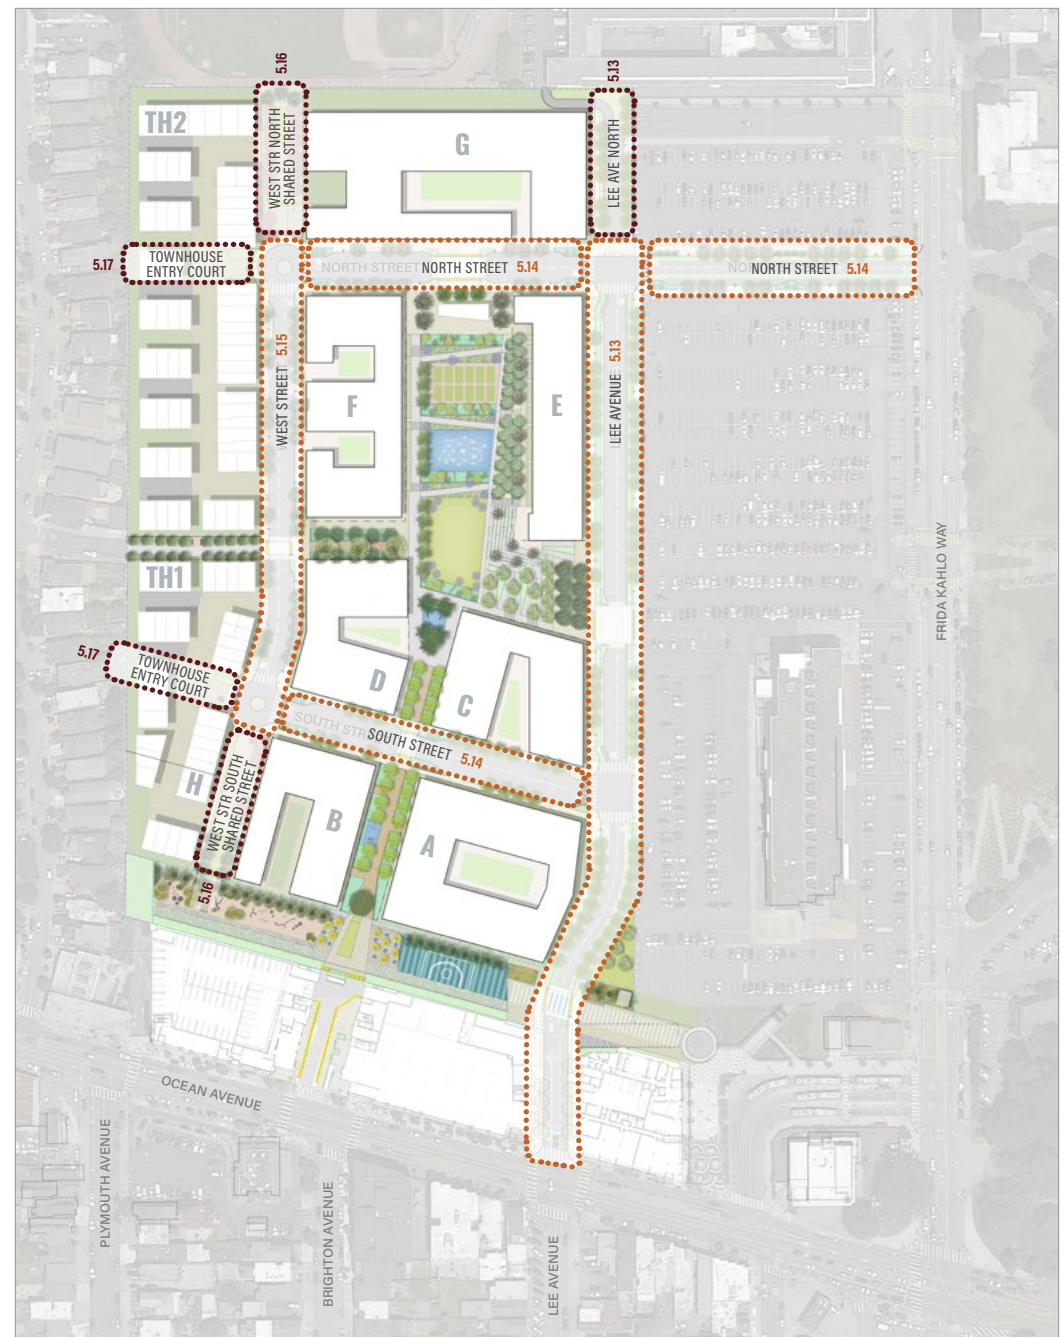 5.16
5.13
TH2
WEST STR NORTH
SHARED STREET
G
LEE AVE NORTH
5.17
TOWNHOUSE
ENTRY COURT
NORTH STREET
NORTH STREET 5.14
NORTH STREET 5.14
WEST STREET 5.15
F
E
LEE AVENUE 5.13
FRIDA KAHLO WAY
TH1
5.17
TOWNHOUSE
ENTRY COURT
D
C
SOUTH STREET 5.14
H
WEST STR SOUTH
SHARED STREET
B
A
5.16
OCEAN AVENUE
PLYMOUTH AVENUE
BRIGHTON AVENUE
LEE AVENUE